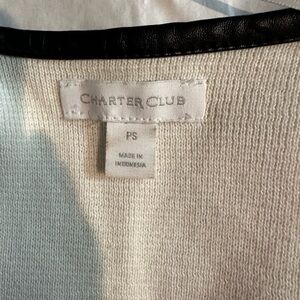 CHARTER CLUB
PS
MADE IN
INDONESIA